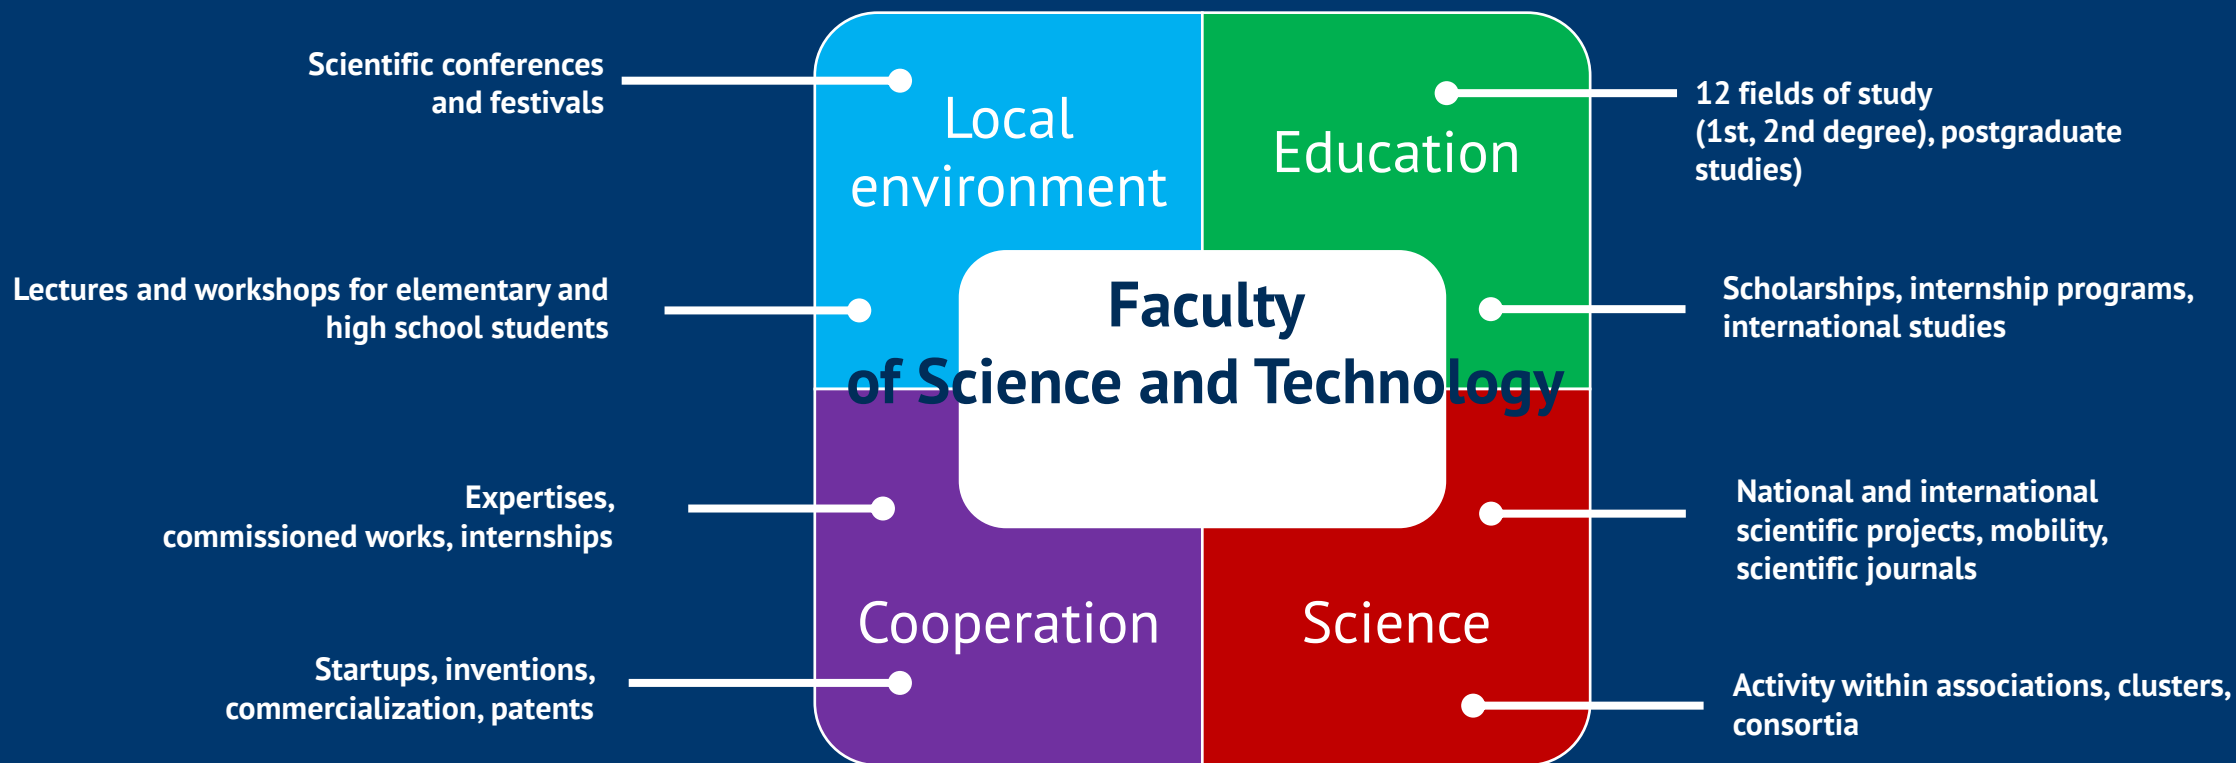 Scientific conferences
and festivals
Lectures and workshops for elementary and
high school students
Expertises,
commissioned works, internships
Startups, inventions,
commercialization, patents
Local
environment
Education
Faculty
of Science and Technology
Cooperation
Science
12 fields of study
(1st, 2nd degree), postgraduate
studies)
Scholarships, internship programs,
international studies
National and international
scientific projects, mobility,
scientific journals
Activity within associations, clusters,
consortia